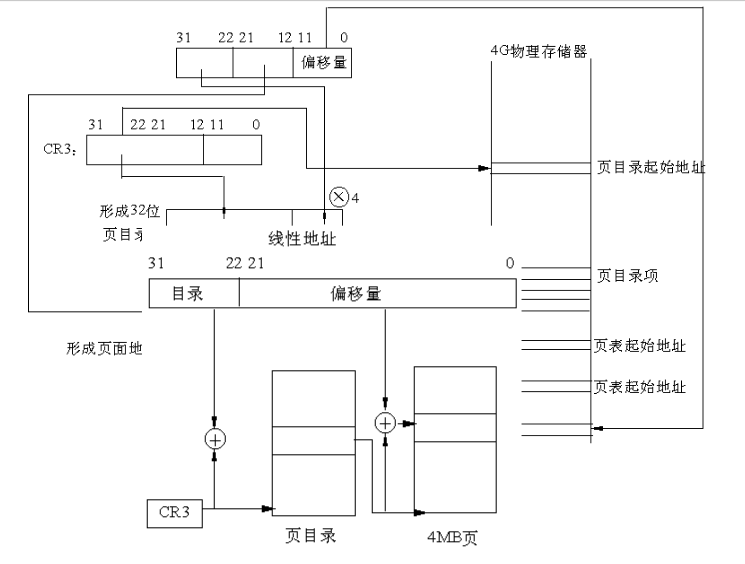 31 22 21 12 11 0
偏移量
4G物理存储器
31 22 21 12 11 0
CR3:
页目录起始地址
4
形成32位
页目录
线性地址
31 22 21 0
目录 偏移量
页目录项
形成页面地
页表起始地址
页表起始地址
CR3
页目录
4MB页